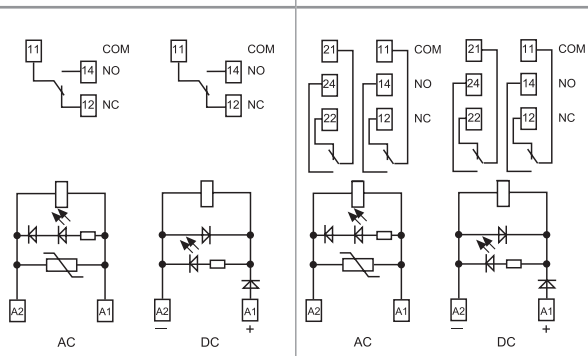 11 COM 11 COM 21 11 COM 21 11 COM
14 NO 14 NO 24 14 NO 24 14 NO
12 NC 12 NC 22 12 NC 22 12 NC
A2 A1 A2 A1 A2 A1 A2 A1
— + — +
AC DC AC DC